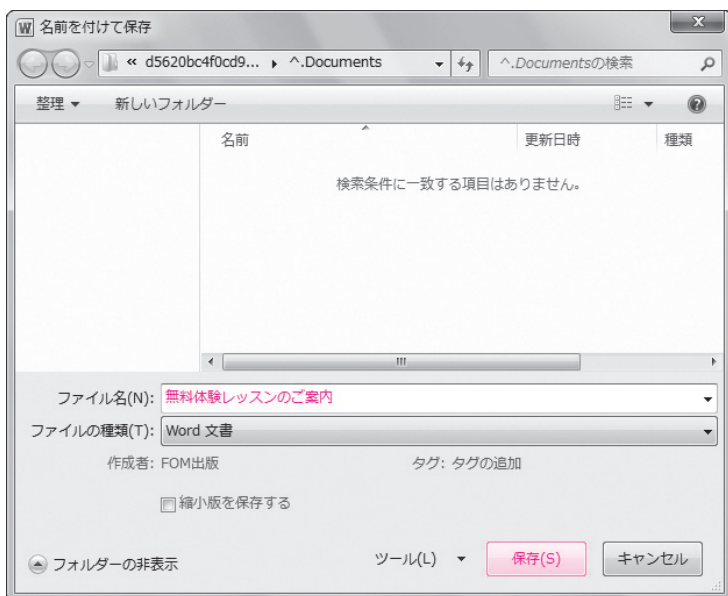 名前を付けて保存
« d5620bc4f0cd9... ▸ ^.Documents ^.Documentsの検索
整理 ▼ 新しいフォルダー
名前 更新日時 種類
検索条件に一致する項目はありません。
ファイル名(N): 無料体験レッスンのご案内
ファイルの種類(T): Word 文書
作成者: FOM出版 タグ: タグの追加
縮小版を保存する
フォルダーの非表示 ツール(L) ▼ 保存(S) キャンセル